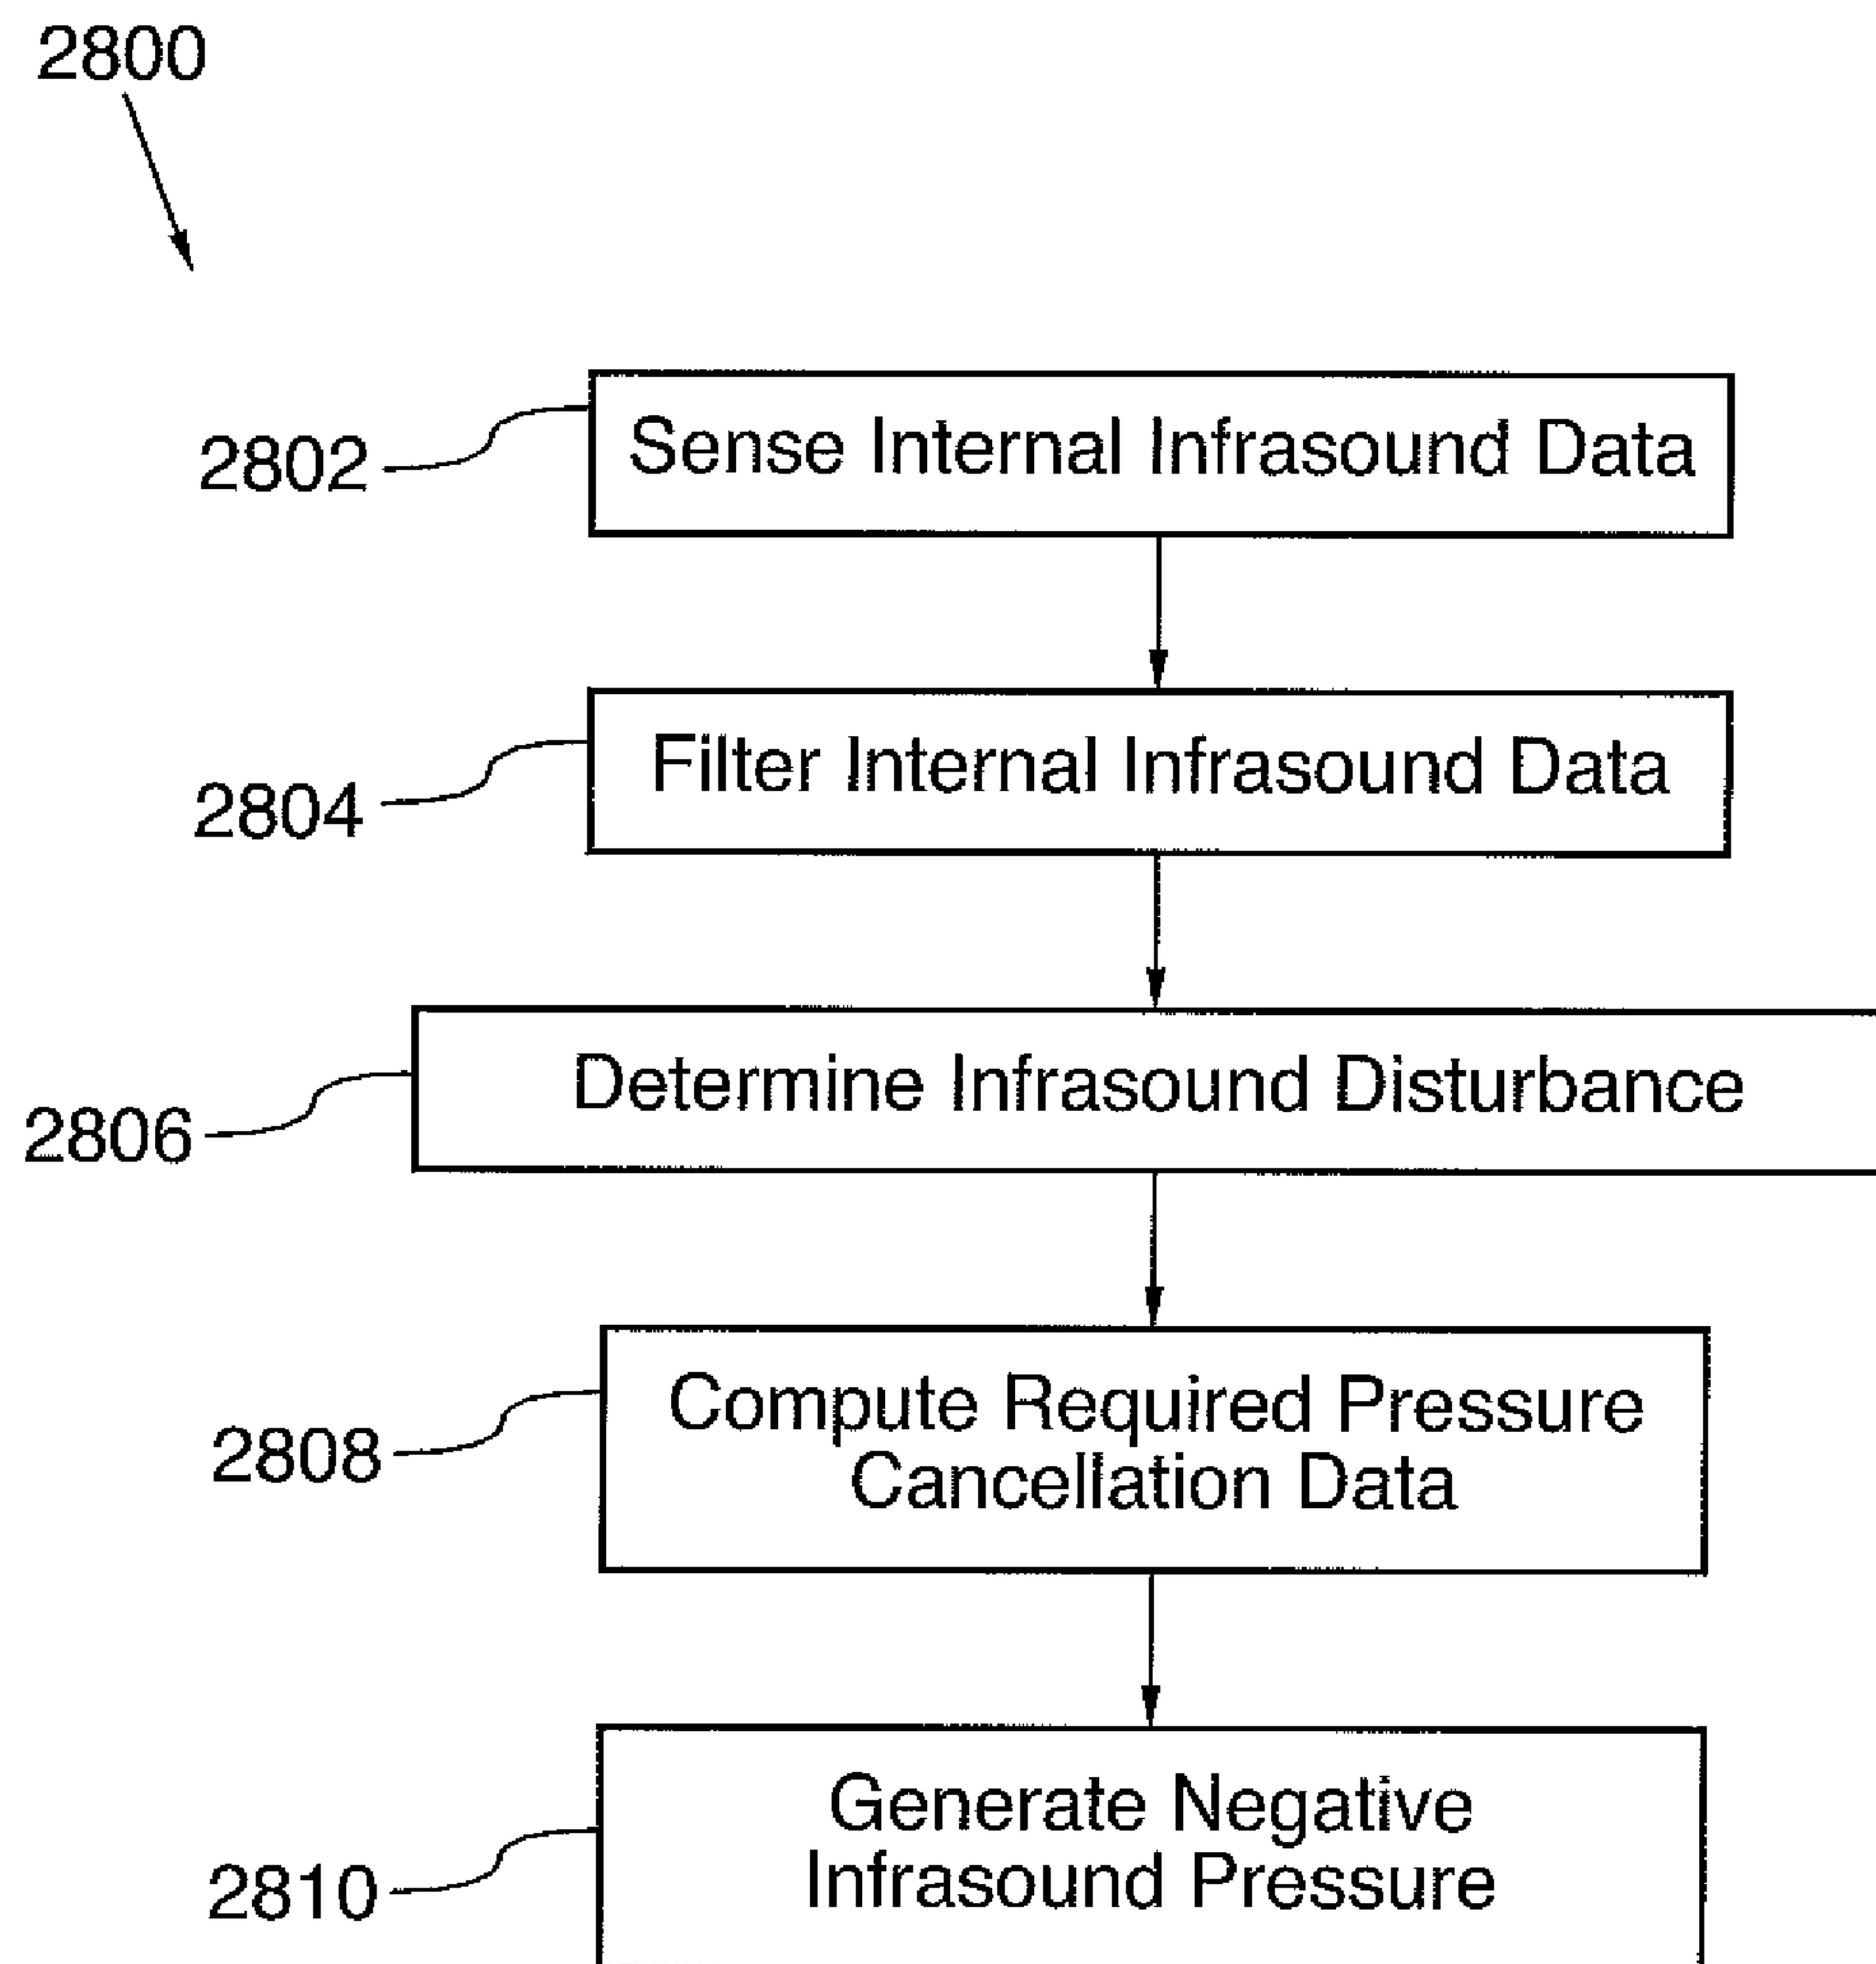 2800
2802
Sense Internal Infrasound Data
2804
Filter Internal Infrasound Data
2806
Determine Infrasound Disturbance
2808
Compute Required Pressure
Cancellation Data
2810
Generate Negative
Infrasound Pressure